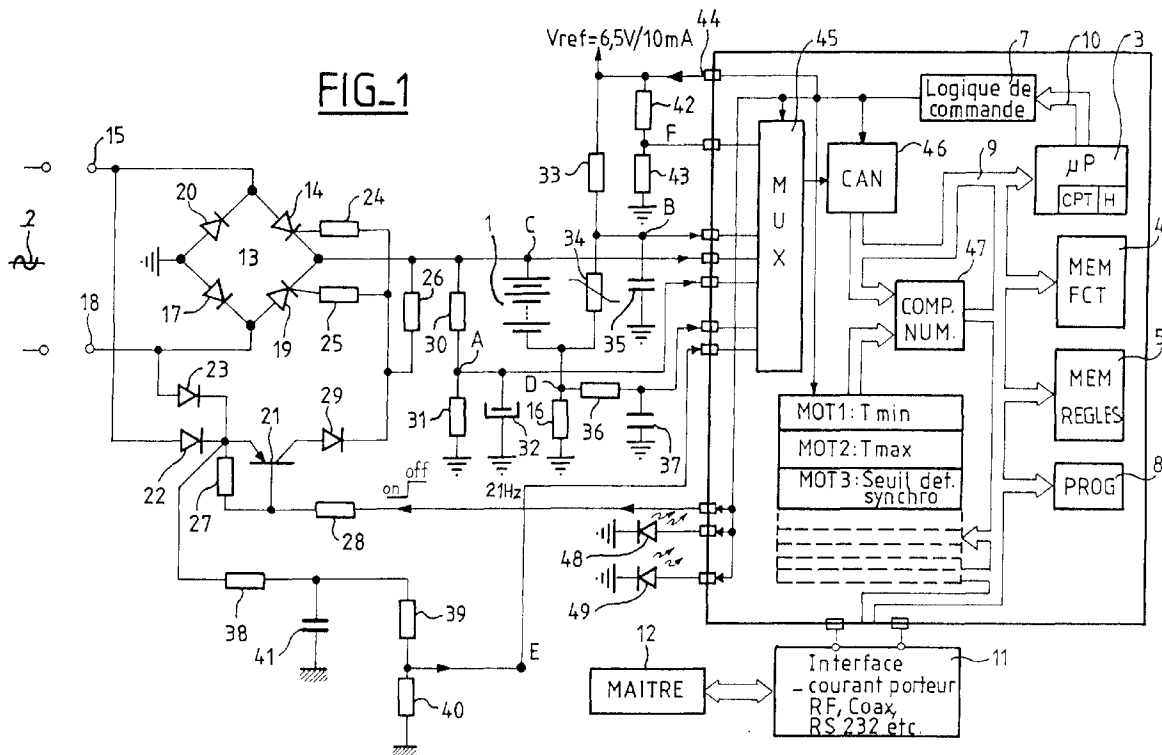 FIG_1
Vref=6,5V/10mA
44
45
7
10
3
15
42
Logique de
commande
20
14
24
F
46
9
µP
CPT
H
33
43
MUX
CAN
4
2
13
1
C
B
34
47
MEM
FCT
17
19
25
26
30
35
COMP.
NUM.
5
18
A
D
MEM
REGLES
23
21
29
31
32
16
36
37
MOT1: Tmin
MOT2: Tmax
MOT3: Seuil det.
synchro
8
PROG
22
27
on
off
21Hz
28
48
49
38
39
41
E
40
12
MAITRE
11
Interface
- courant porteur
RF, Coax,
RS 232 etc.